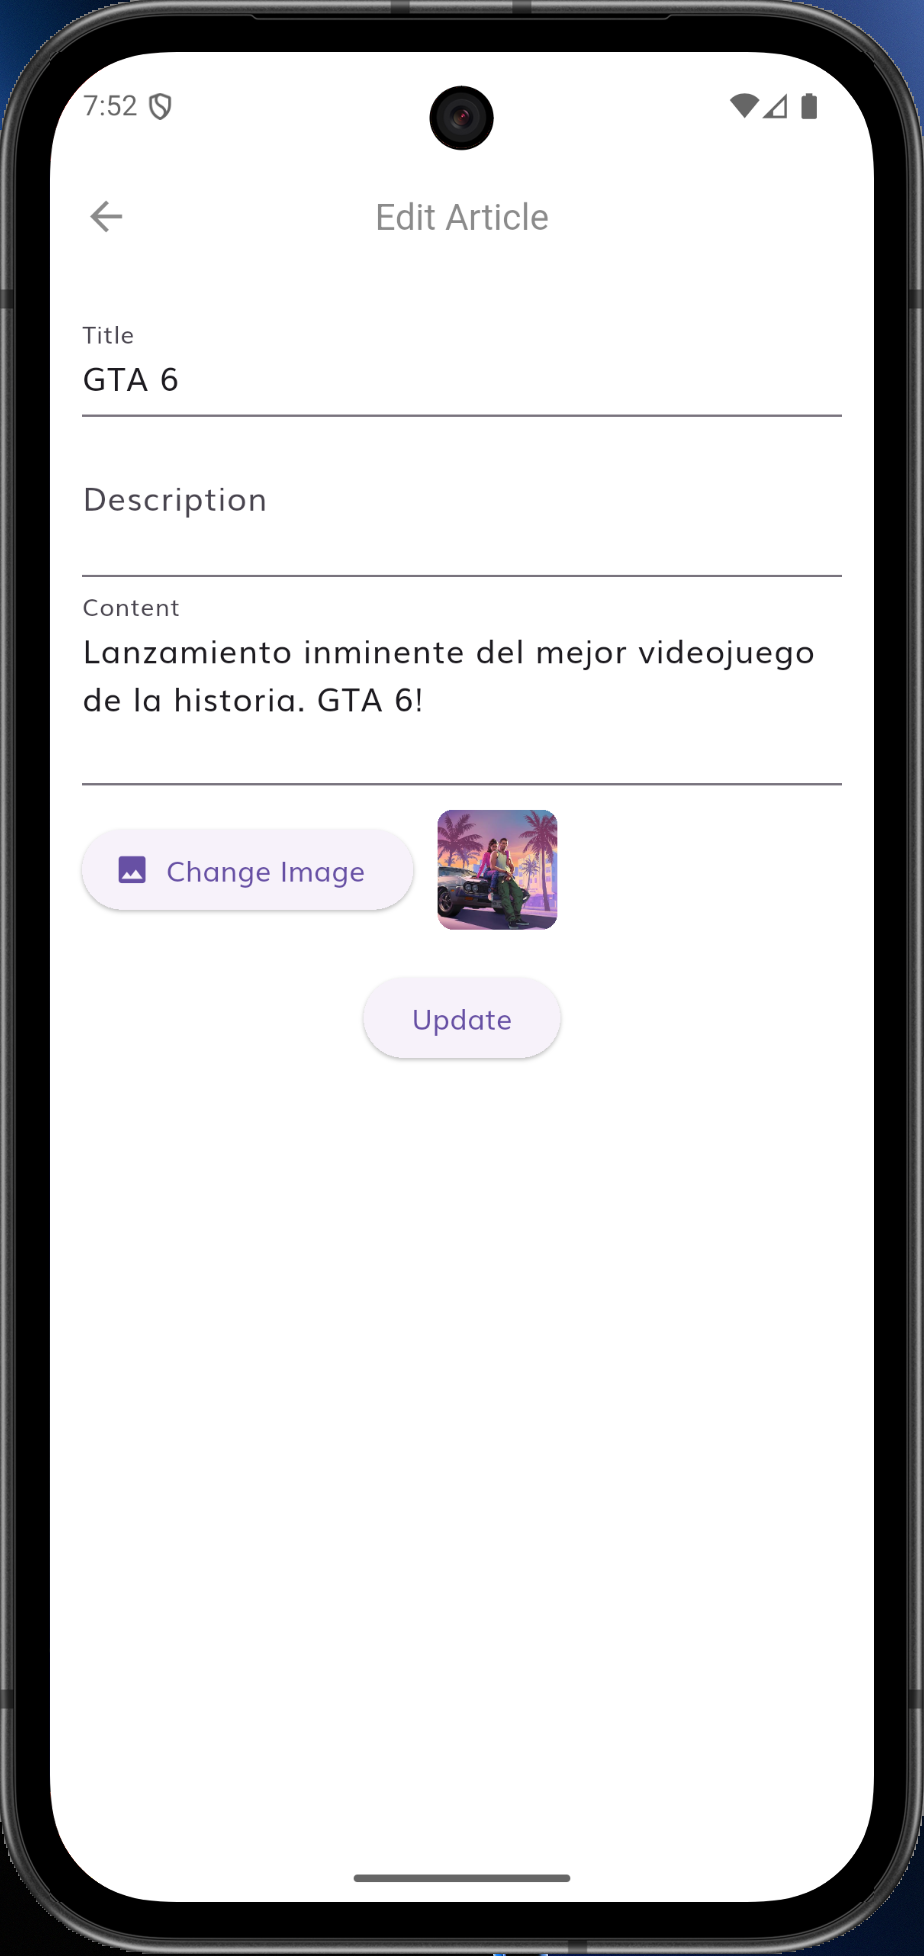 7:52
Edit Article
Title
GTA 6
Description
Content
Lanzamiento inminente del mejor videojuego
de la historia. GTA 6!
Change Image
Update